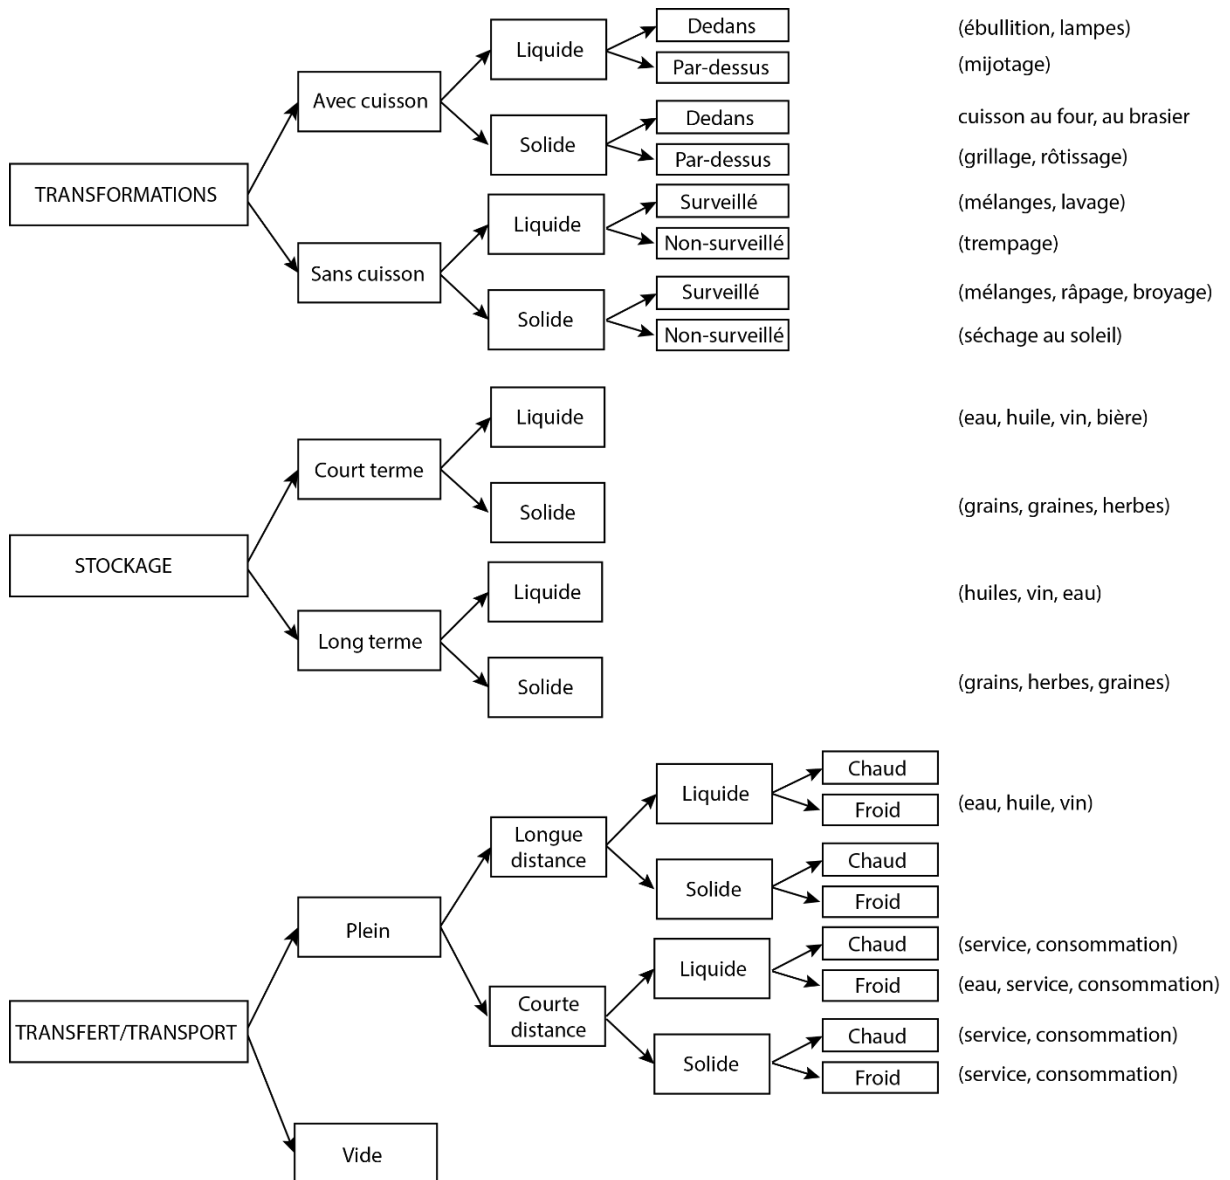 Dedans (ébullition, lampes)
Liquide
Par-dessus (mijotage)
Avec cuisson
Dedans cuisson au four, au brasier
Solide
Par-dessus (grillage, rôtissage)
TRANSFORMATIONS
Surveillé (mélanges, lavage)
Liquide
Non-surveillé (trempage)
Sans cuisson
Surveillé (mélanges, râpage, broyage)
Solide
Non-surveillé (séchage au soleil)
Liquide (eau, huile, vin, bière)
Court terme
Solide (grains, graines, herbes)
STOCKAGE
Liquide (huiles, vin, eau)
Long terme
Solide (grains, herbes, graines)
Chaud
Liquide
Froid (eau, huile, vin)
Longue
distance
Chaud
Solide
Froid
Plein
Chaud (service, consommation)
Liquide
Froid (eau, service, consommation)
Courte
distance
TRANSFERT/TRANSPORT
Chaud (service, consommation)
Solide
Froid (service, consommation)
Vide